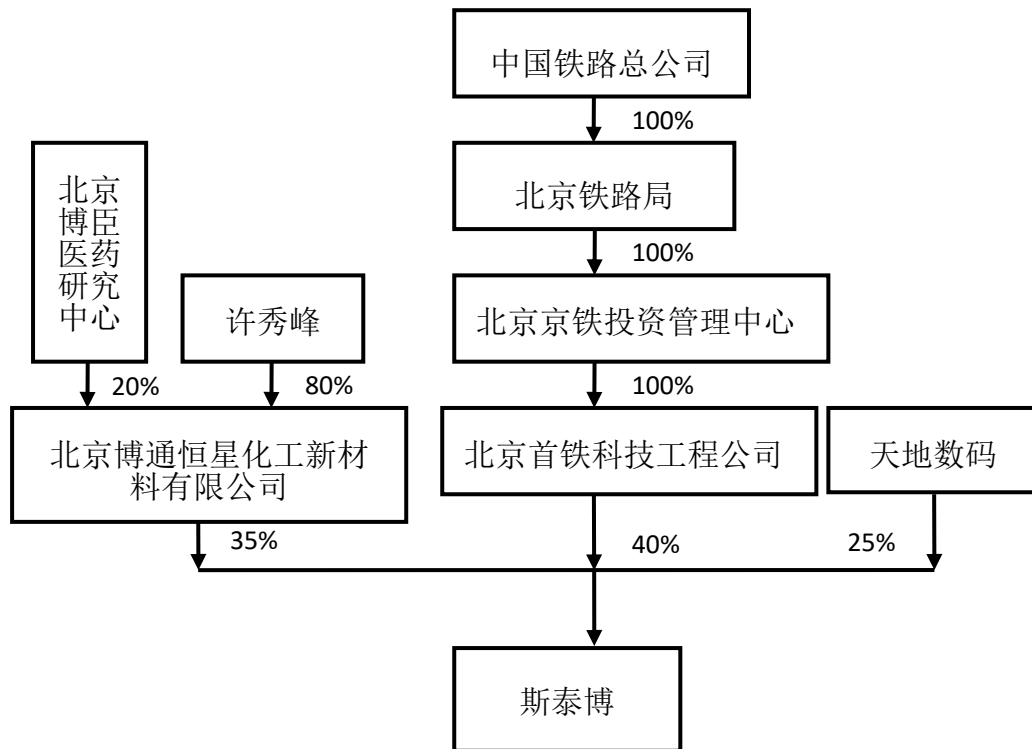 中国铁路总公司
100%
北京
博臣
医药
研究
中心
北京铁路局
100%
许秀峰
北京京铁投资管理中心
20%
80%
100%
北京博通恒星化工新材
料有限公司
北京首铁科技工程公司
天地数码
35%
40%
25%
斯泰博